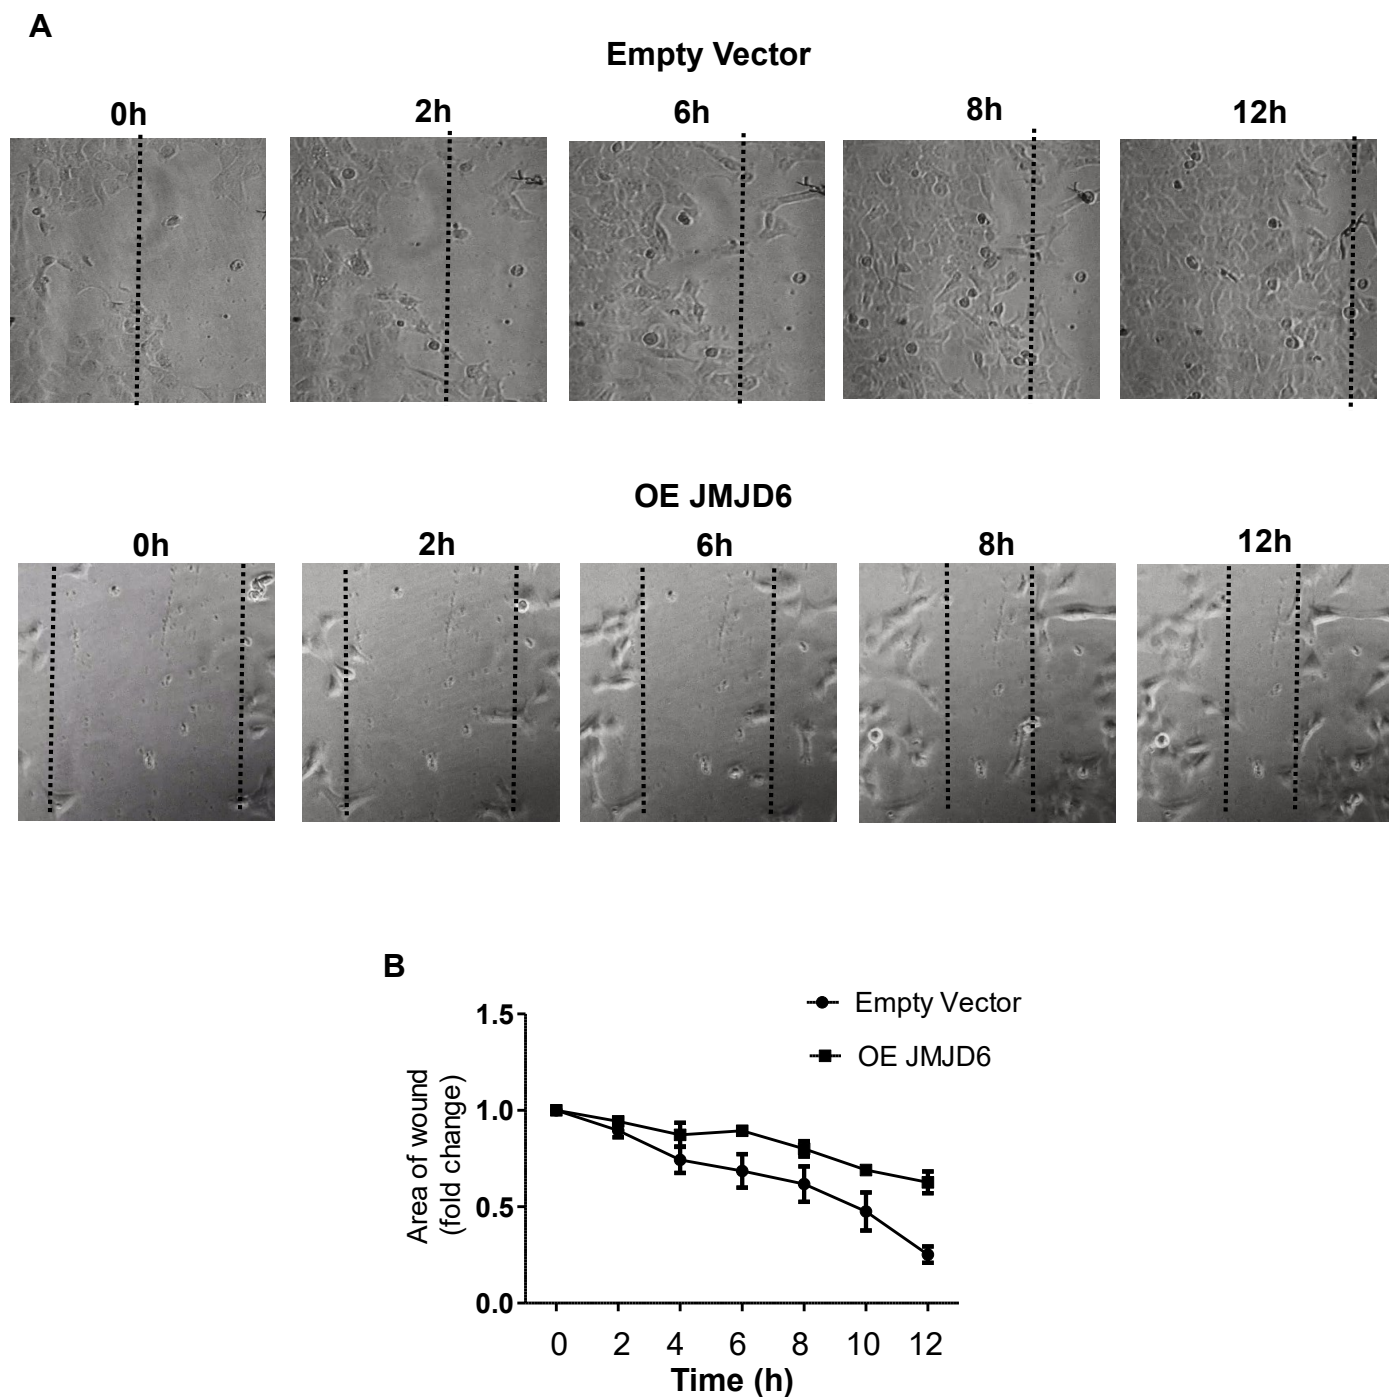 A
Empty Vector
0h 2h 6h 8h 12h
OE JMJD6
0h 2h 6h 8h 12h
B
Empty Vector
OE JMJD6
Area of wound
(fold change)
1.5
1.0
0.5
0.0
0 2 4 6 8 10 12
Time (h)